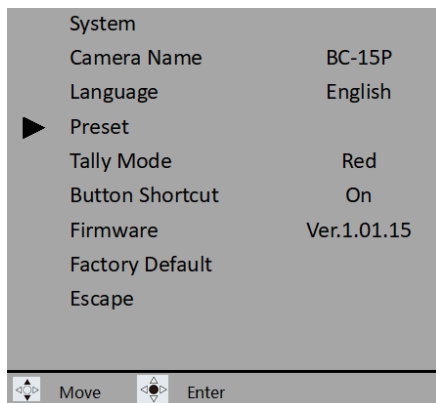 System
Camera Name BC-15P
Language English
Preset
Tally Mode Red
Button Shortcut On
Firmware Ver.1.01.15
Factory Default
Escape
Move Enter